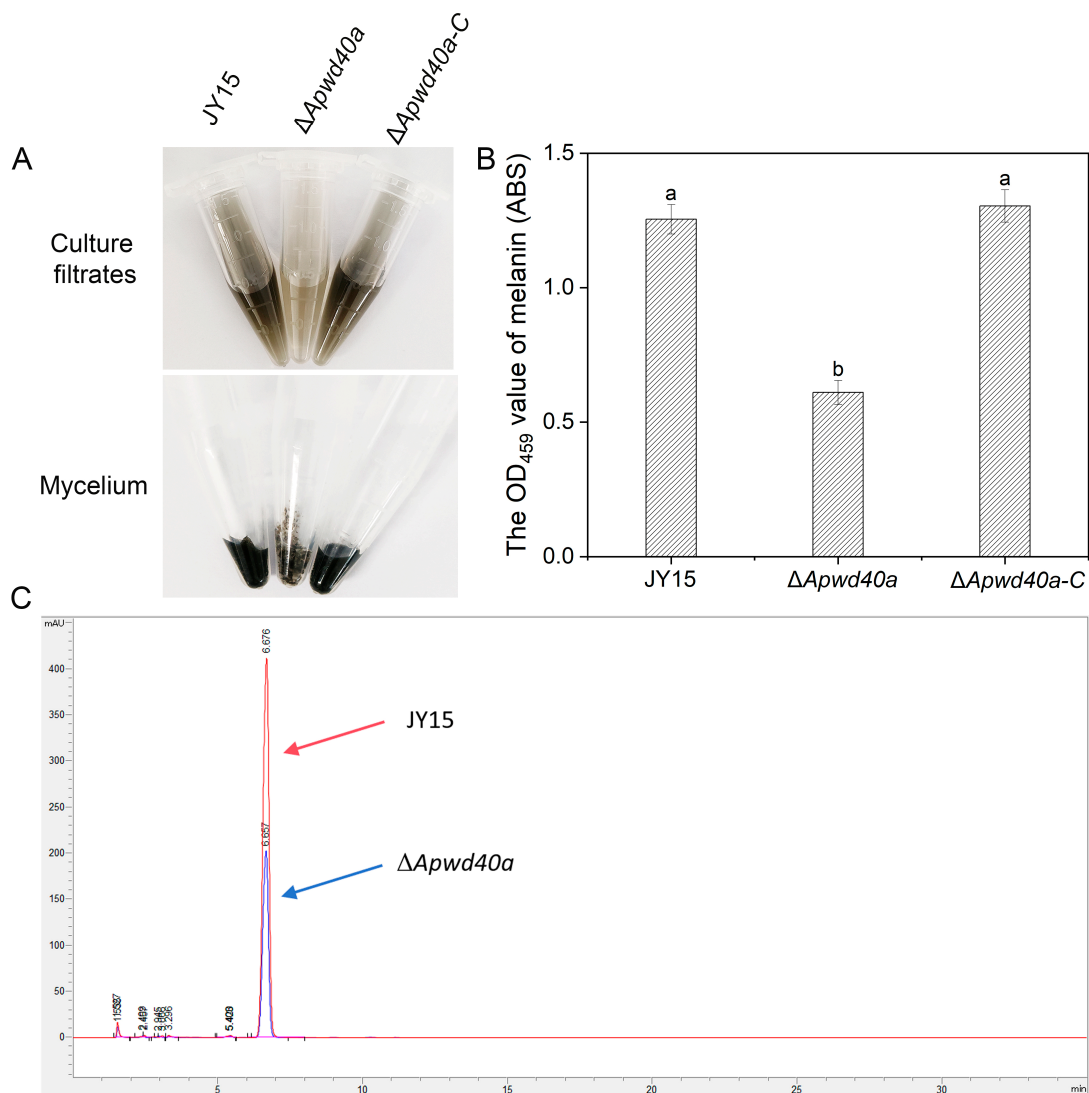 JY15
ΔApwd40a
ΔApwd40a-C
A
Culture
filtrates
Mycelium
B
The OD459 value of melanin (ABS)
1.5
1.0
0.5
0.0
a
b
a
JY15
ΔApwd40a
ΔApwd40a-C
C
mAU
400
350
300
250
200
150
100
50
0
6.676
6.657
JY15
ΔApwd40a
3.296
5
10
15
20
25
30
min